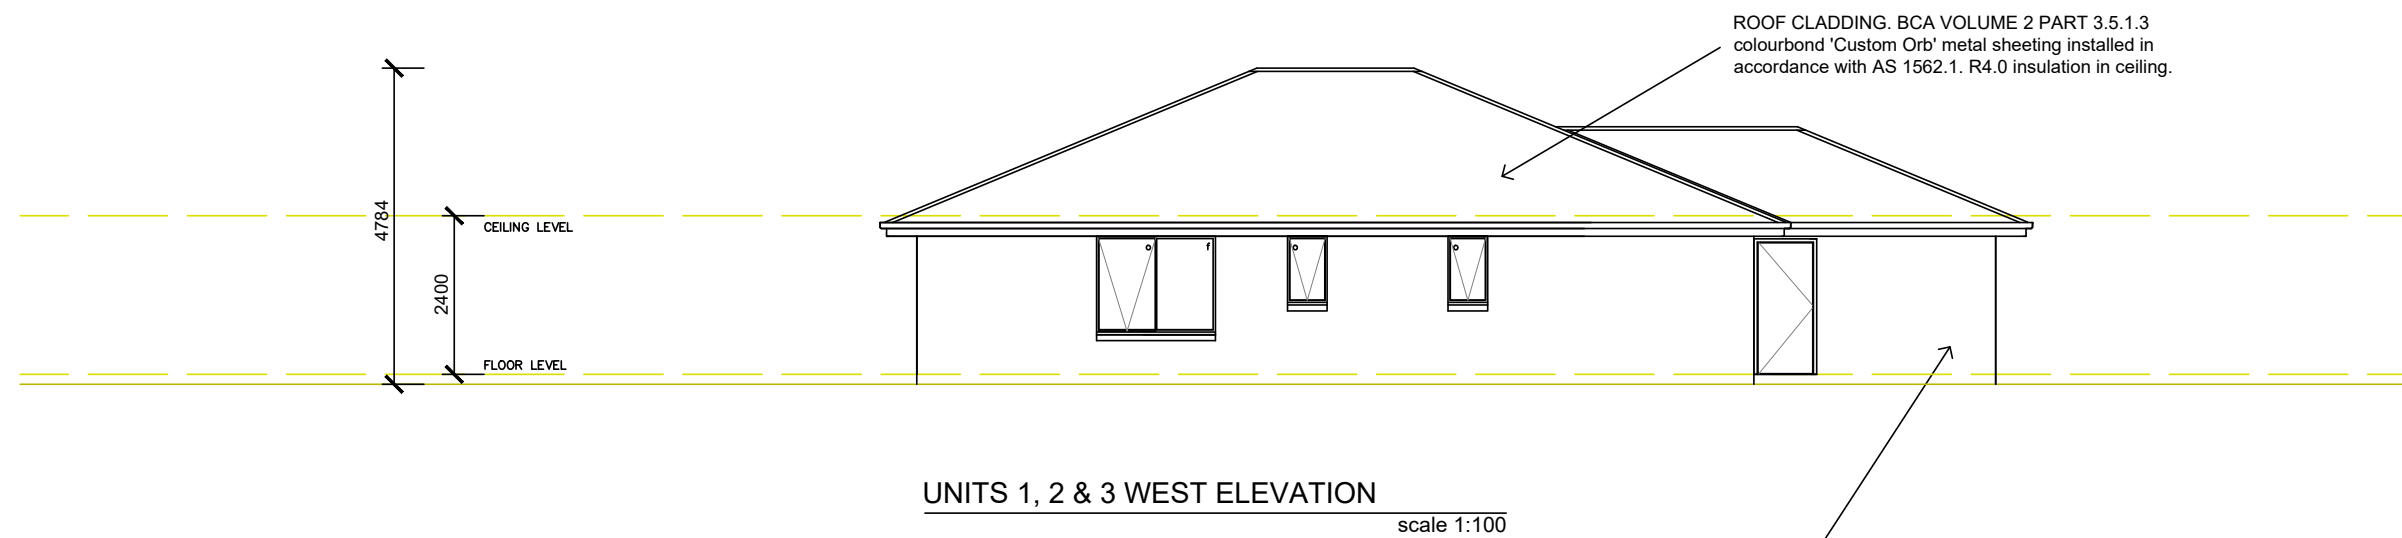 ROOF CLADDING. BCA VOLUME 2 PART 3.5.1.3
colourbond 'Custom Orb' metal sheeting installed in
accordance with AS 1562.1. R4.0 insulation in ceiling.
4784
CEILING LEVEL
2400
f
FLOOR LEVEL
UNITS 1, 2 & 3 WEST ELEVATION
scale 1:100